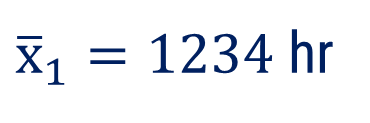 x̅₁ = 1234 hr